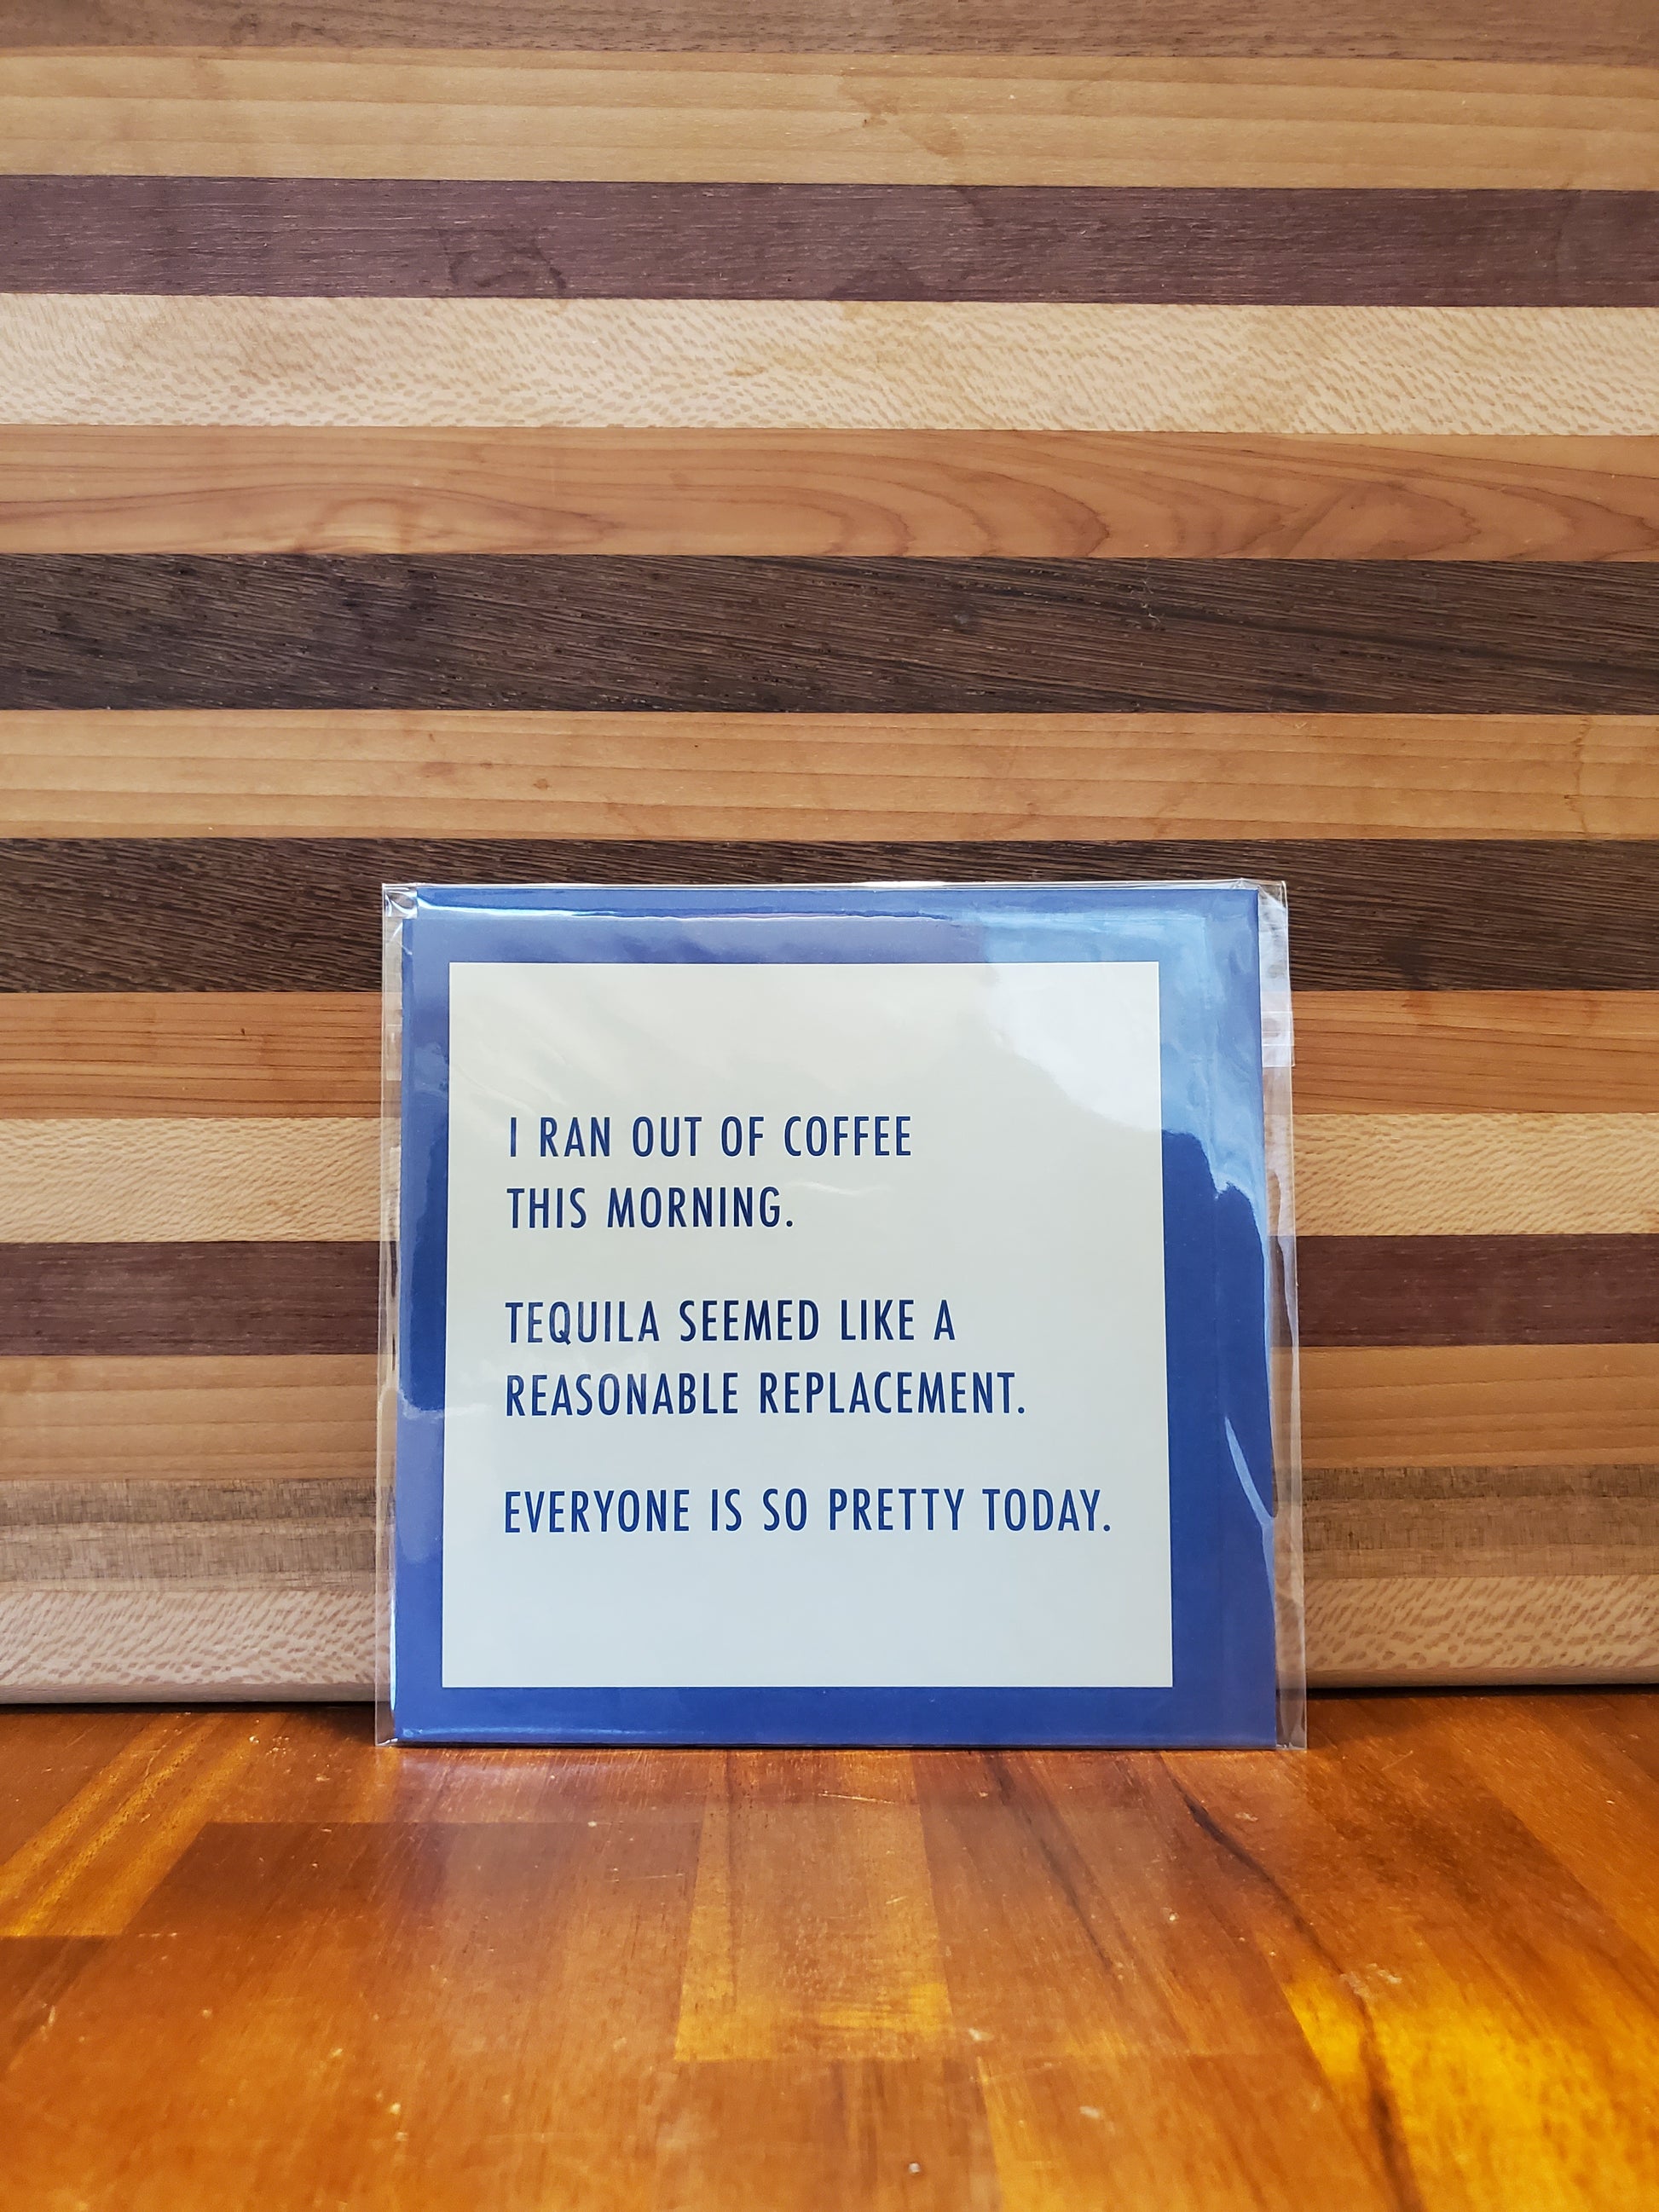 I RAN OUT OF COFFEE
THIS MORNING.
TEQUILA SEEMED LIKE A
REASONABLE REPLACEMENT.
EVERYONE IS SO PRETTY TODAY.